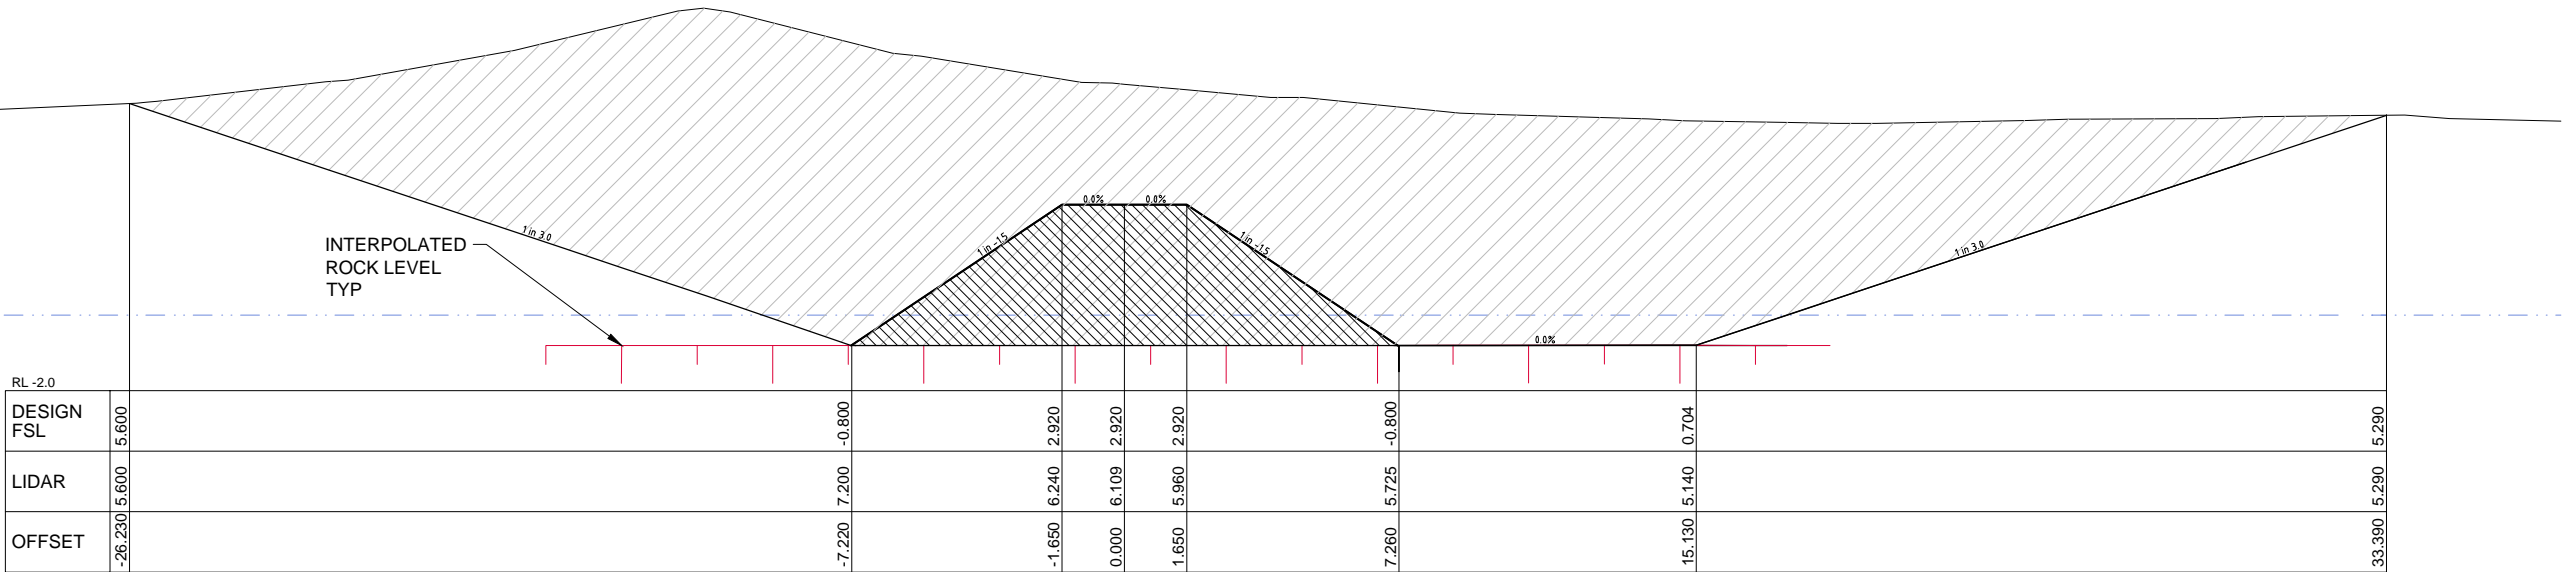 0.0% 0.0%
1 in 3.0
1 in -1.5
1 in -1.5
1 in 3.0
INTERPOLATED
ROCK LEVEL
TYP
0.0%
RL -2.0
DESIGN
FSL
5.600 -0.800 2.920 2.920 2.920 -0.800 0.704 5.290
LIDAR 5.600 7.200 6.240 6.109 5.960 5.725 5.140 5.290
OFFSET -26.230 -7.220 -1.650 0.000 1.650 7.260 15.130 33.390